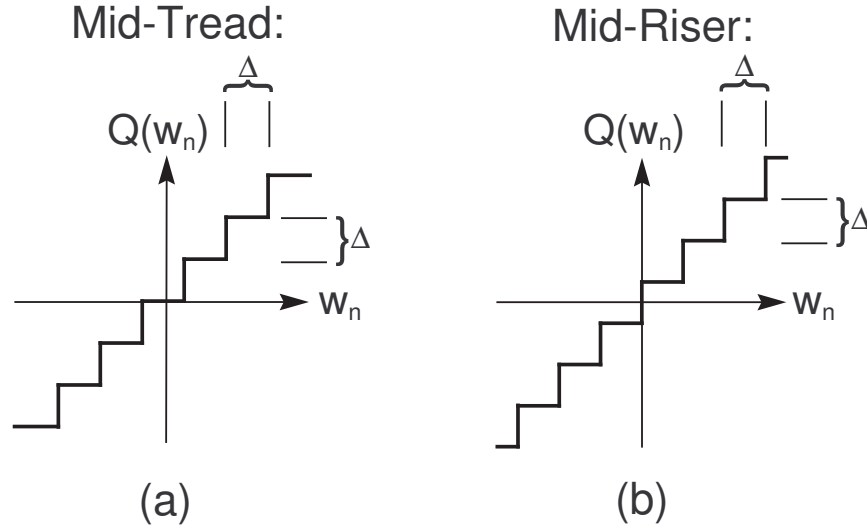 Mid-Tread:
Δ
Q(wn)
Δ
wn
(a)
Mid-Riser:
Δ
Q(wn)
Δ
wn
(b)